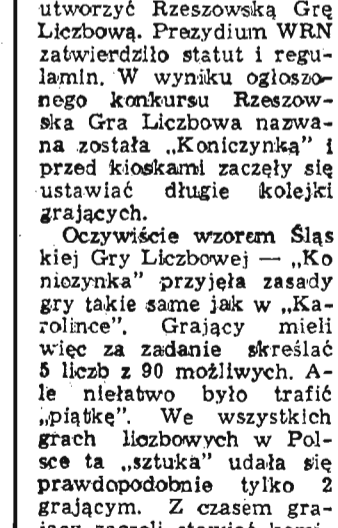 utworzyć Rzeszowską Grę
Liczbową. Prezydium WRN
zatwierdziło statut i regu-
lamin. W wyniku ogłoszo-
nego konkursu Rzeszow-
ska Gra Liczbowa nazwa-
na została „Koniczynką” i
przed kioskami zaczęły się
ustawiać długie kolejki
grających.
Oczywiście wzorem Śląs
kiej Gry Liczbowej — „Ko
niczynka” przyjęła zasady
gry takie same jak w „Ka-
rolince”. Grający mieli
więc za zadanie skreślać
5 liczb z 90 możliwych. A-
le niełatwo było trafić
„piątkę”. We wszystkich
grach liczbowych w Pol-
sce ta „sztuka” udała się
prawdopodobnie tylko 2
grającym. Z czasem gra-
jący zaczęli stawiać